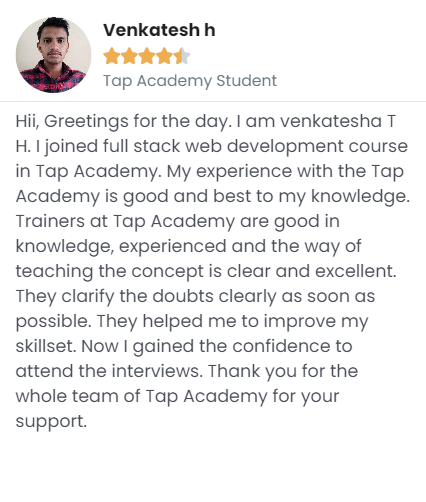 Venkatesh h
Tap Academy Student
Hii, Greetings for the day. I am venkatesha T
H. I joined full stack web development course
in Tap Academy. My experience with the Tap
Academy is good and best to my knowledge.
Trainers at Tap Academy are good in
knowledge, experienced and the way of
teaching the concept is clear and excellent.
They clarify the doubts clearly as soon as
possible. They helped me to improve my
skillset. Now I gained the confidence to
attend the interviews. Thank you for the
whole team of Tap Academy for your
support.